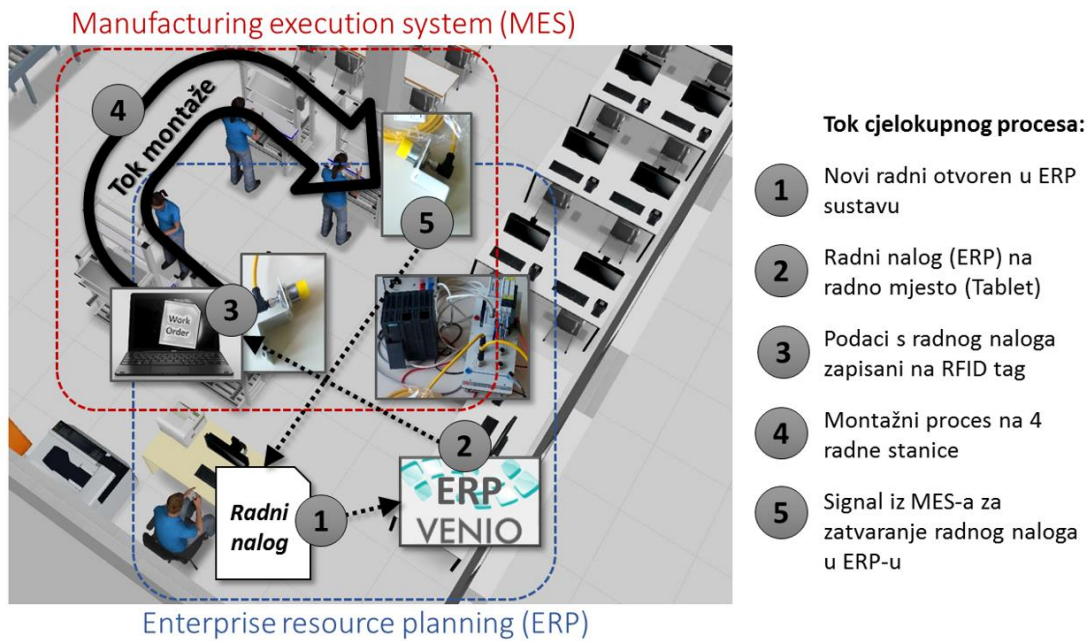 Manufacturing execution system (MES)
4
Tok montaže
5
3
Work
Order
2
Radni
nalog
1
ERP
VENIO
Enterprise resource planning (ERP)
Tok cjelokupnog procesa:
1
Novi radni otvoren u ERP
sustavu
2
Radni nalog (ERP) na
radno mjesto (Tablet)
3
Podaci s radnog naloga
zapisani na RFID tag
4
Montažni proces na 4
radne stanice
5
Signal iz MES-a za
zatvaranje radnog naloga
u ERP-u